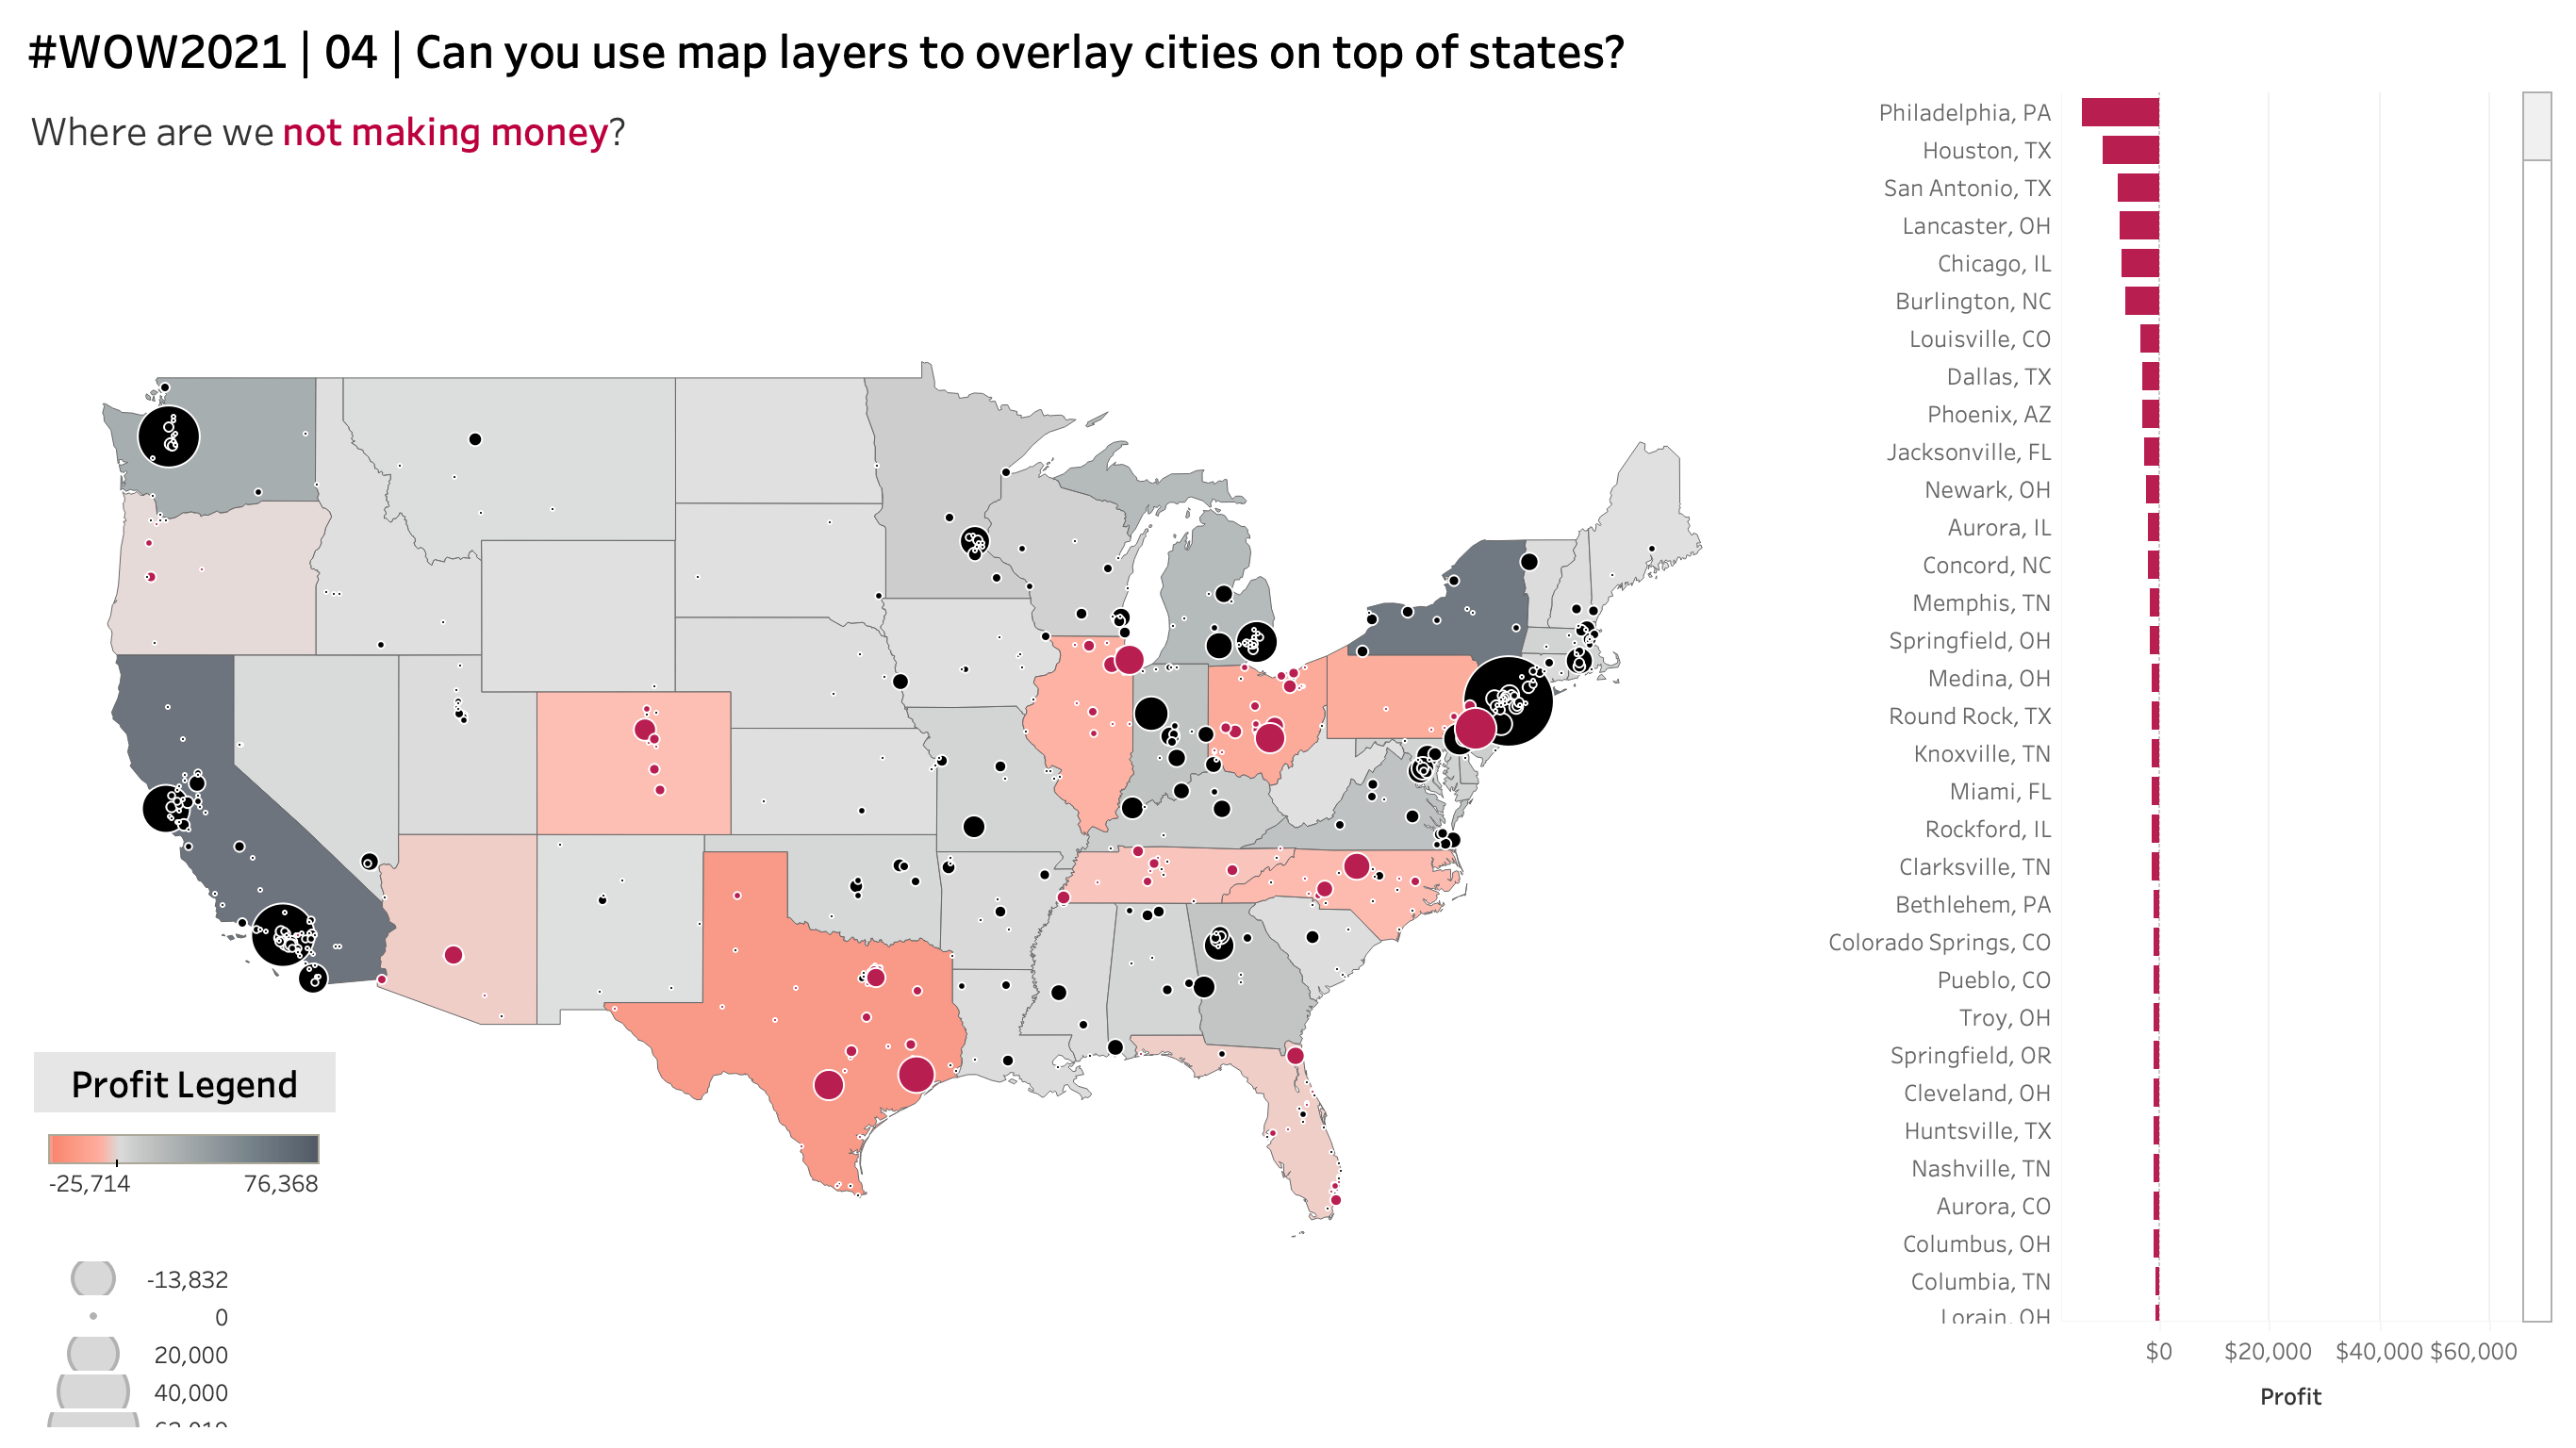 #WOW2021 | 04 | Can you use map layers to overlay cities on top of states?
Where are we not making money?
Philadelphia, PA
Houston, TX
San Antonio, TX
Lancaster, OH
Chicago, IL
Burlington, NC
Louisville, CO
Dallas, TX
Phoenix, AZ
Jacksonville, FL
Newark, OH
Aurora, IL
Concord, NC
Memphis, TN
Springfield, OH
Medina, OH
Round Rock, TX
Knoxville, TN
Miami, FL
Rockford, IL
Clarksville, TN
Bethlehem, PA
Colorado Springs, CO
Pueblo, CO
Troy, OH
Springfield, OR
Cleveland, OH
Huntsville, TX
Nashville, TN
Aurora, CO
Columbus, OH
Columbia, TN
Lorain, OH
$0 $20,000 $40,000 $60,000
Profit
Profit Legend
-25,714 76,368
-13,832
0
20,000
40,000